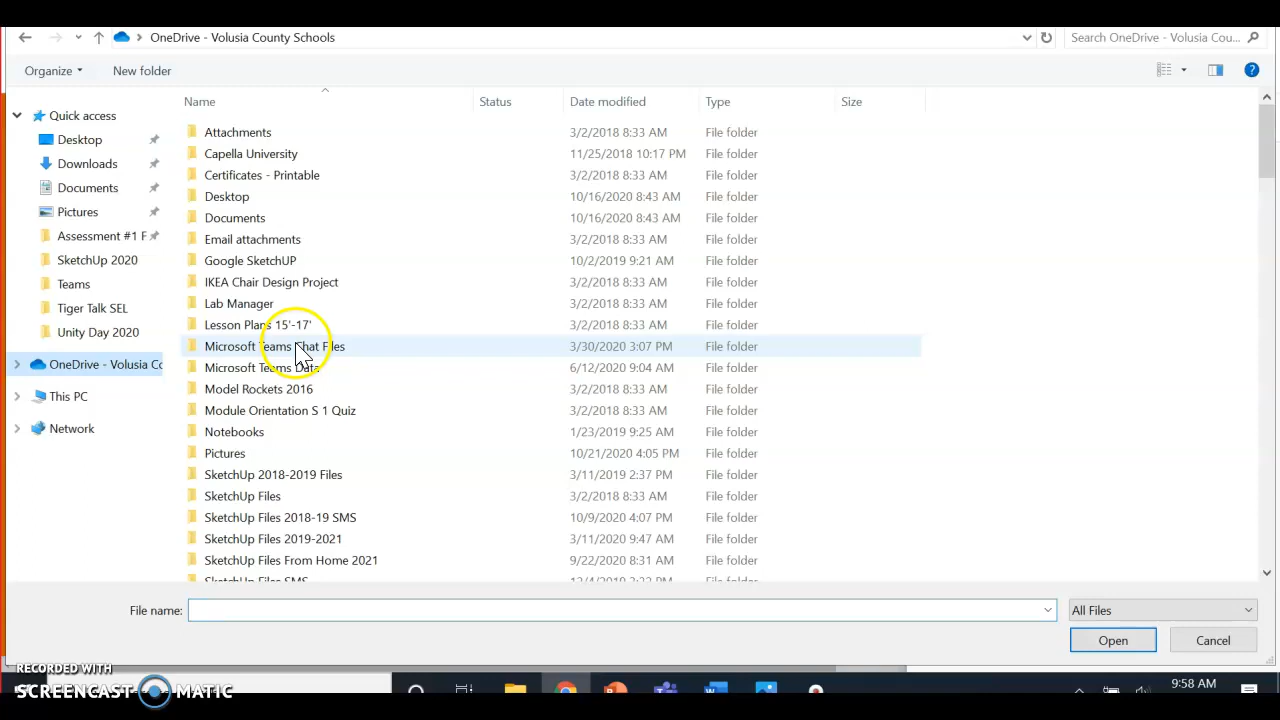 OneDrive - Volusia County Schools
Search OneDrive - Volusia Cou...
Organize
New folder
Name Status Date modified Type Size
Quick access
Desktop
Downloads
Documents
Pictures
Assessment #1 F
SketchUp 2020
Teams
Tiger Talk SEL
Unity Day 2020
OneDrive - Volusia Cc
This PC
Network
Attachments 3/2/2018 8:33 AM File folder
Capella University 11/25/2018 10:17 PM File folder
Certificates - Printable 3/2/2018 8:33 AM File folder
Desktop 10/16/2020 8:43 AM File folder
Documents 10/16/2020 8:43 AM File folder
Email attachments 3/2/2018 8:33 AM File folder
Google SketchUP 10/2/2019 9:21 AM File folder
IKEA Chair Design Project 3/2/2018 8:33 AM File folder
Lab Manager 3/2/2018 8:33 AM File folder
Lesson Plans 15'-17' 3/2/2018 8:33 AM File folder
Microsoft Teams Chat Files 3/30/2020 3:07 PM File folder
Microsoft Teams Data 6/12/2020 9:04 AM File folder
Model Rockets 2016 3/2/2018 8:33 AM File folder
Module Orientation S 1 Quiz 3/2/2018 8:33 AM File folder
Notebooks 1/23/2019 9:25 AM File folder
Pictures 10/21/2020 4:05 PM File folder
SketchUp 2018-2019 Files 3/11/2019 2:37 PM File folder
SketchUp Files 3/2/2018 8:33 AM File folder
SketchUp Files 2018-19 SMS 10/9/2020 4:07 PM File folder
SketchUp Files 2019-2021 3/11/2020 9:47 AM File folder
SketchUp Files From Home 2021 9/22/2020 8:31 AM File folder
SketchUp Files SMS 12/4/2019 2:23 PM File folder
File name:
All Files
Open
Cancel
RECORDED WITH
SCREENCAST MATIC
9:58 AM